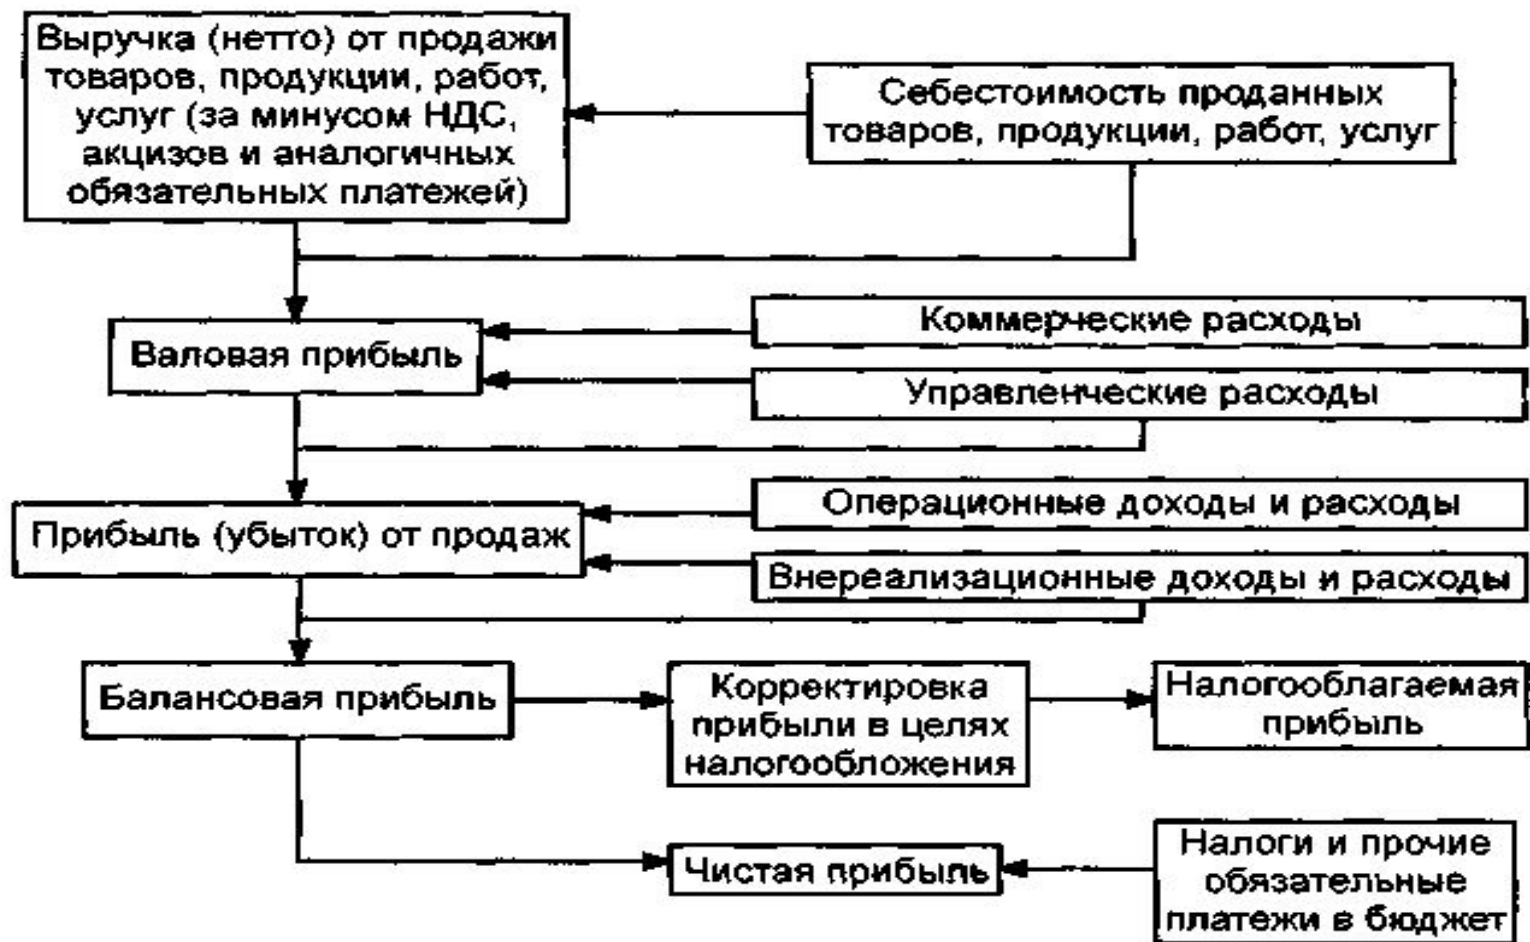 Выручка (нетто) от продажи
товаров, продукции, работ,
услуг (за минусом НДС,
акцизов и аналогичных
обязательных платежей)
Себестоимость проданных
товаров, продукции, работ, услуг
Коммерческие расходы
Валовая прибыль
Управленческие расходы
Операционные доходы и расходы
Прибыль (убыток) от продаж
Внереализационные доходы и расходы
Балансовая прибыль
Корректировка
прибыли в целях
налогообложения
Налогооблагаемая
прибыль
Чистая прибыль
Налоги и прочие
обязательные
платежи в бюджет